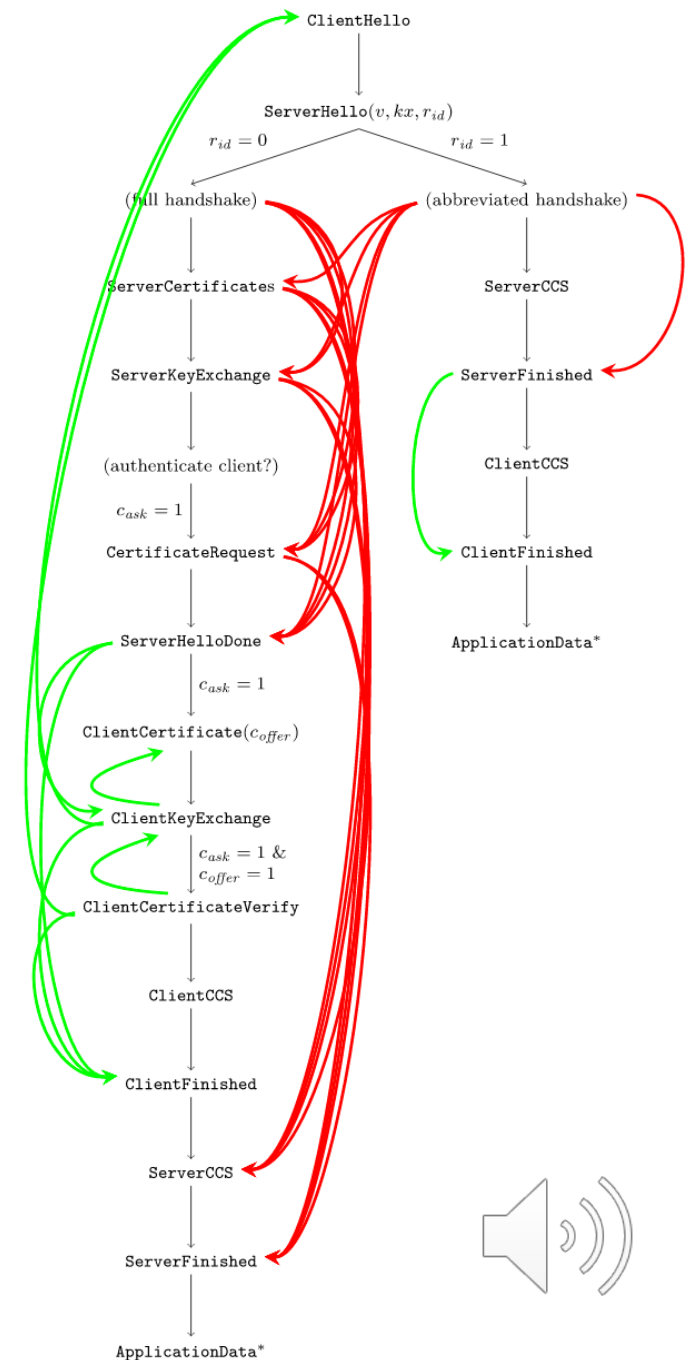 ClientHello
ServerHello(v, kx, r_id)
r_id = 0
r_id = 1
(full handshake)
(abbreviated handshake)
ServerCertificates
ServerCCS
ServerKeyExchange
ServerFinished
(authenticate client?)
ClientCCS
c_ask = 1
CertificateRequest
ClientFinished
ServerHelloDone
ApplicationData*
c_ask = 1
ClientCertificate(c_offer)
ClientKeyExchange
c_ask = 1 &
c_offer = 1
ClientCertificateVerify
ClientCCS
ClientFinished
ServerCCS
ServerFinished
ApplicationData*